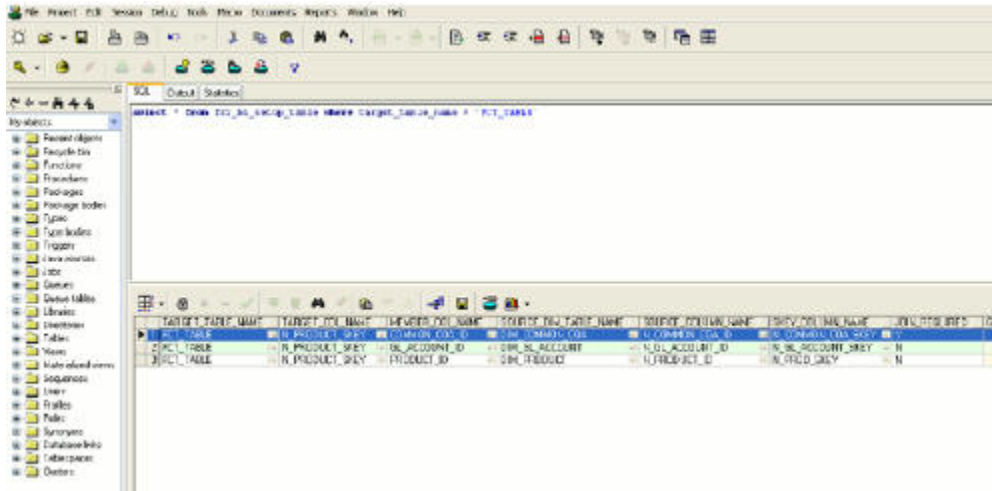 File Project Edit Session Debug Tools Macro Documents Reports Window Help
SQL Output Statistics
select * from where target_table_name = 'FCT_TABLE'
My objects
Recent objects
Recycle bin
Functions
Procedures
Packages
Package bodies
Types
Type bodies
Triggers
Java sources
Jobs
Queues
Queue tables
Libraries
Directories
Tables
Views
Materialized views
Sequences
Users
Profiles
Roles
Synonyms
Database links
Tablespaces
Clusters
TARGET_TABLE_NAME TARGET_COL_NAME MEMBER_COL_NAME SOURCE_DIM_TABLE_NAME SOURCE_COLUMN_NAME SKEY_COLUMN_NAME JOIN_REQUIRED
1 FCT_TABLE N_PRODUCT_SKEY COMMON_COA_ID DIM_COMMON_COA N_COMMON_COA_ID N_COMMON_COA_SKEY Y
2 FCT_TABLE N_PRODUCT_SKEY GL_ACCOUNT_ID DIM_GL_ACCOUNT N_GL_ACCOUNT_ID N_GL_ACCOUNT_SKEY N
3 FCT_TABLE N_PRODUCT_SKEY PRODUCT_ID DIM_PRODUCT N_PRODUCT_ID N_PROD_SKEY N